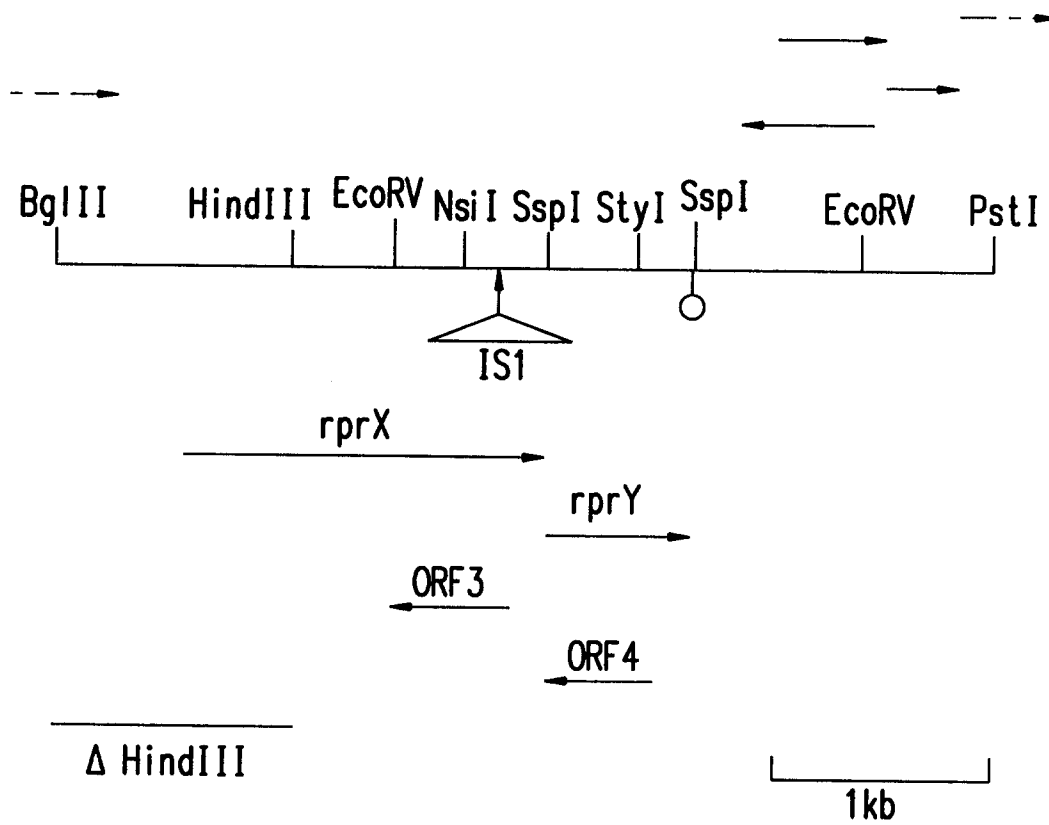 BglII HindIII EcoRV NsiI SspI StyI SspI EcoRV PstI
IS1
rprX
rprY
ORF3
ORF4
Δ HindIII
1kb